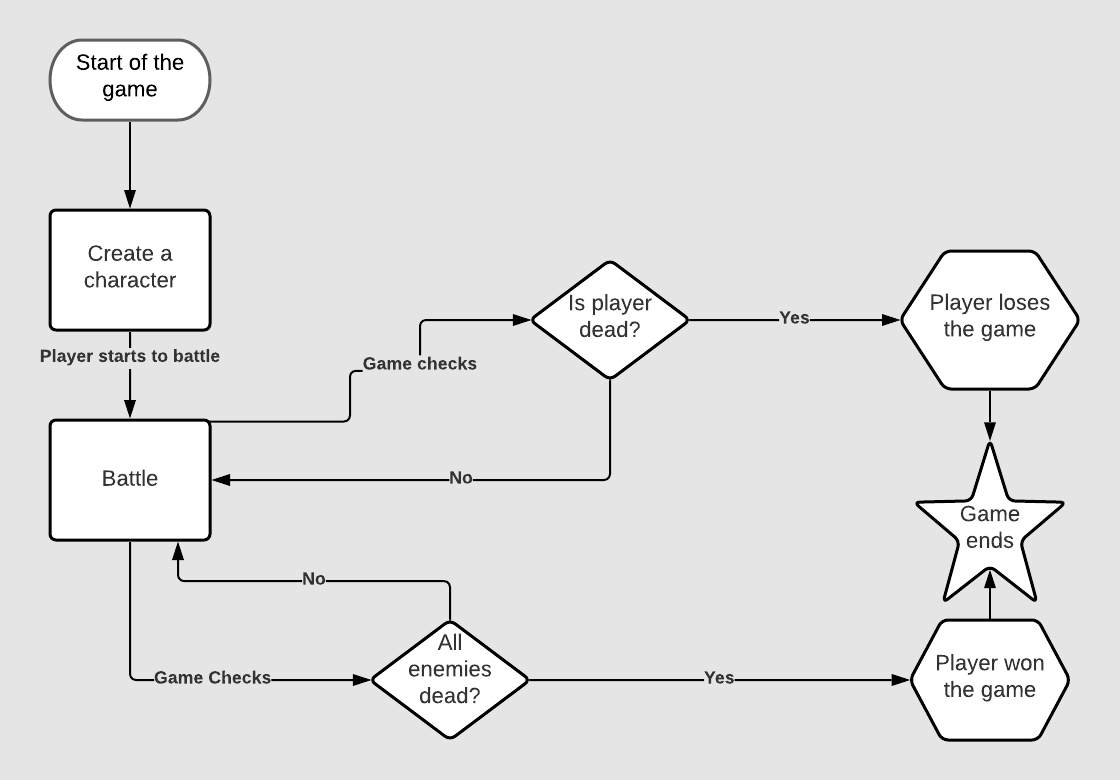 Start of the
game
Create a
character
Player starts to battle
Battle
Game checks
Is player
dead?
Yes
Player loses
the game
No
Game
ends
No
Game Checks
All
enemies
dead?
Yes
Player won
the game